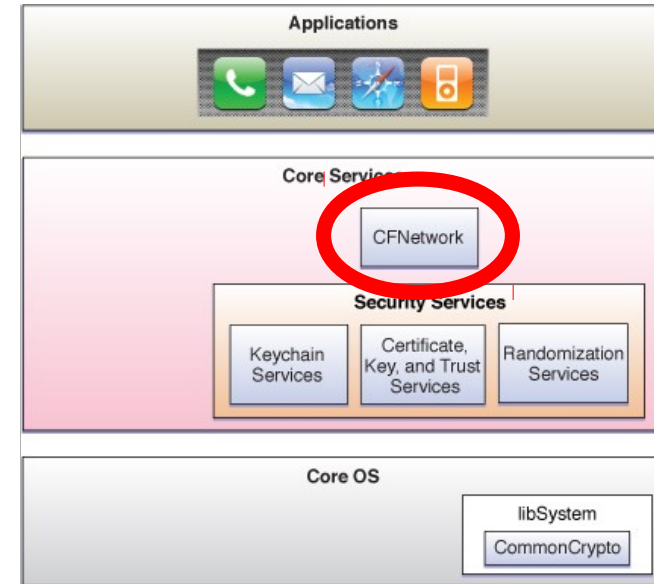 Applications
Core Services
CFNetwork
Security Services
Keychain
Services
Certificate,
Key, and Trust
Services
Randomization
Services
Core OS
libSystem
CommonCrypto